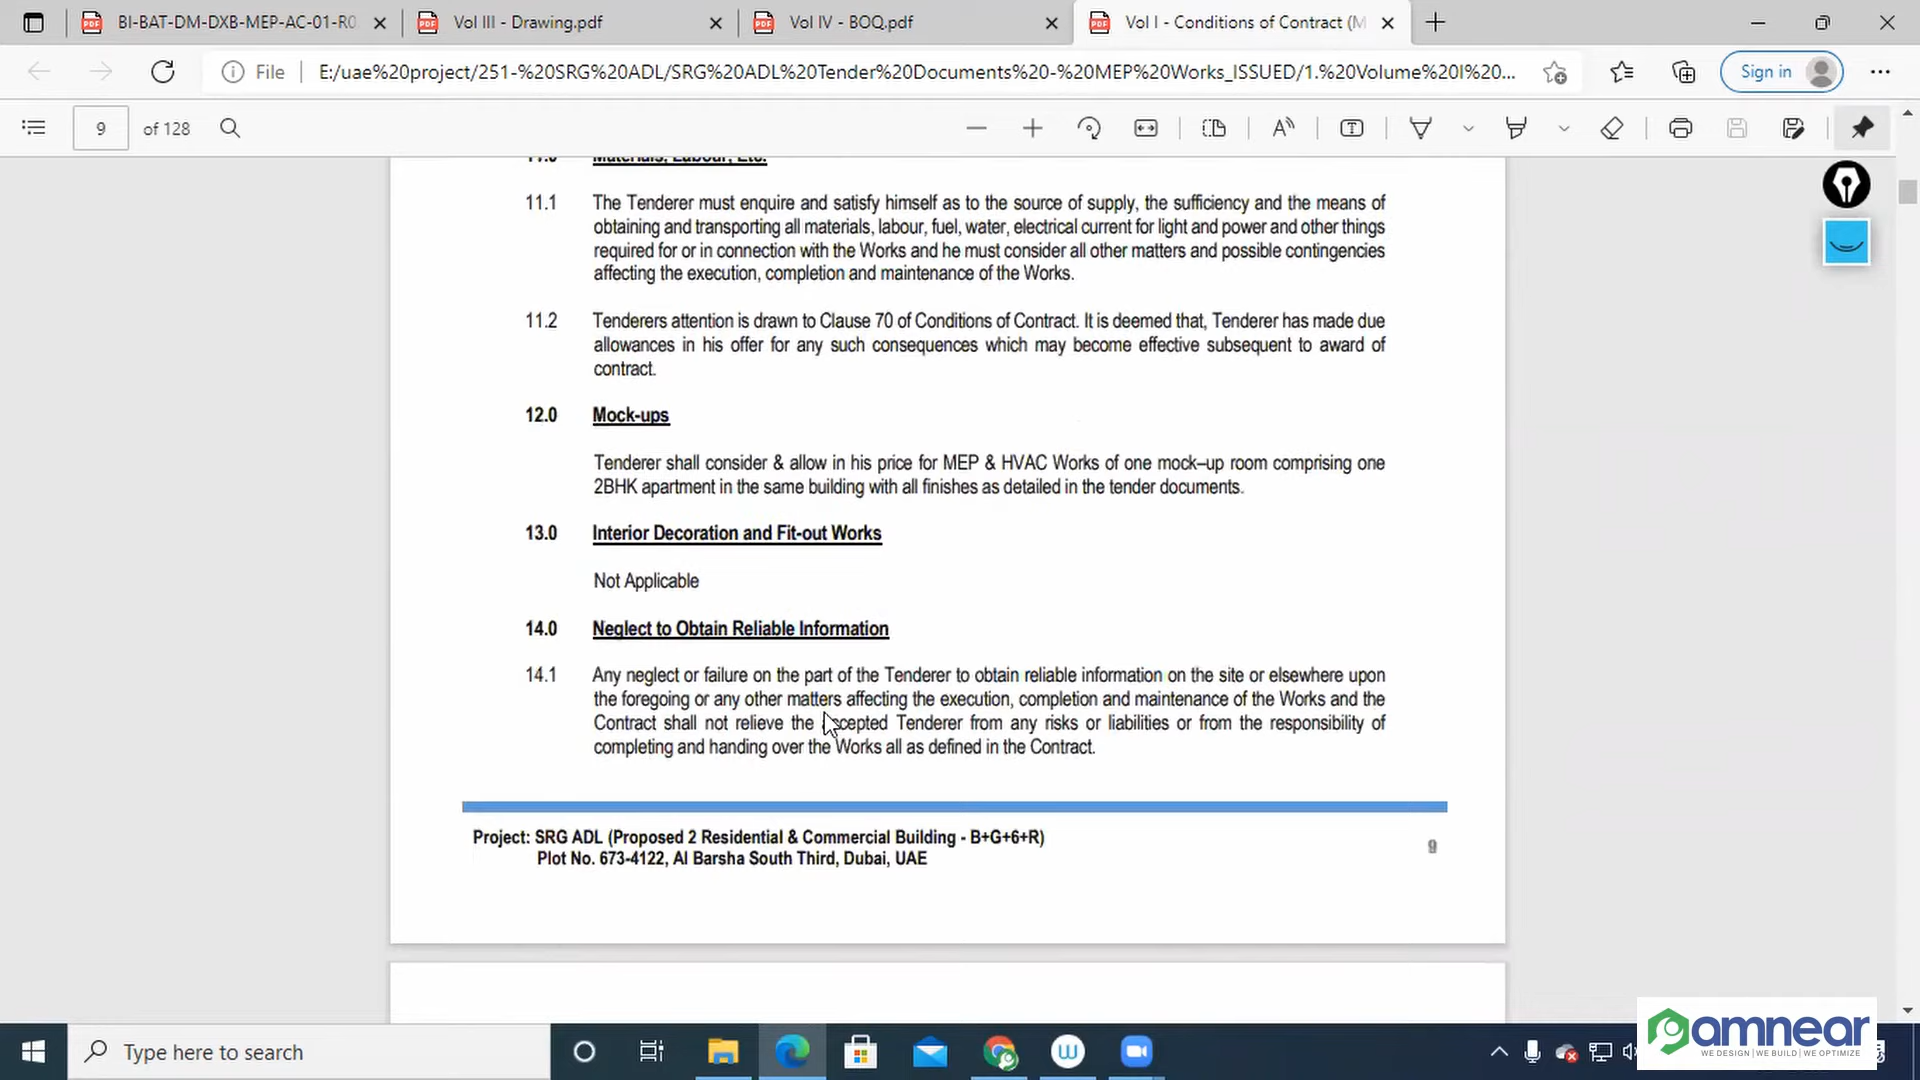 BI-BAT-DM-DXB-MEP-AC-01-R0
Vol III - Drawing.pdf
Vol IV - BOQ.pdf
Vol I - Conditions of Contract (M
File
E:/uae%20project/251-%20SRG%20ADL/SRG%20ADL%20Tender%20Documents%20-%20MEP%20Works_ISSUED/1.%20Volume%20I%20...
Sign in
9 of 128
11.0 Materials, Labour, Etc.
11.1 The Tenderer must enquire and satisfy himself as to the source of supply, the sufficiency and the means of
obtaining and transporting all materials, labour, fuel, water, electrical current for light and power and other things
required for or in connection with the Works and he must consider all other matters and possible contingencies
affecting the execution, completion and maintenance of the Works.
11.2 Tenderers attention is drawn to Clause 70 of Conditions of Contract. It is deemed that, Tenderer has made due
allowances in his offer for any such consequences which may become effective subsequent to award of
contract.
12.0 Mock-ups
Tenderer shall consider & allow in his price for MEP & HVAC Works of one mock–up room comprising one
2BHK apartment in the same building with all finishes as detailed in the tender documents.
13.0 Interior Decoration and Fit-out Works
Not Applicable
14.0 Neglect to Obtain Reliable Information
14.1 Any neglect or failure on the part of the Tenderer to obtain reliable information on the site or elsewhere upon
the foregoing or any other matters affecting the execution, completion and maintenance of the Works and the
Contract shall not relieve the accepted Tenderer from any risks or liabilities or from the responsibility of
completing and handing over the Works all as defined in the Contract.
Project: SRG ADL (Proposed 2 Residential & Commercial Building - B+G+6+R)
Plot No. 673-4122, Al Barsha South Third, Dubai, UAE
9
Type here to search
amnear
WE DESIGN | WE BUILD | WE OPTIMIZE